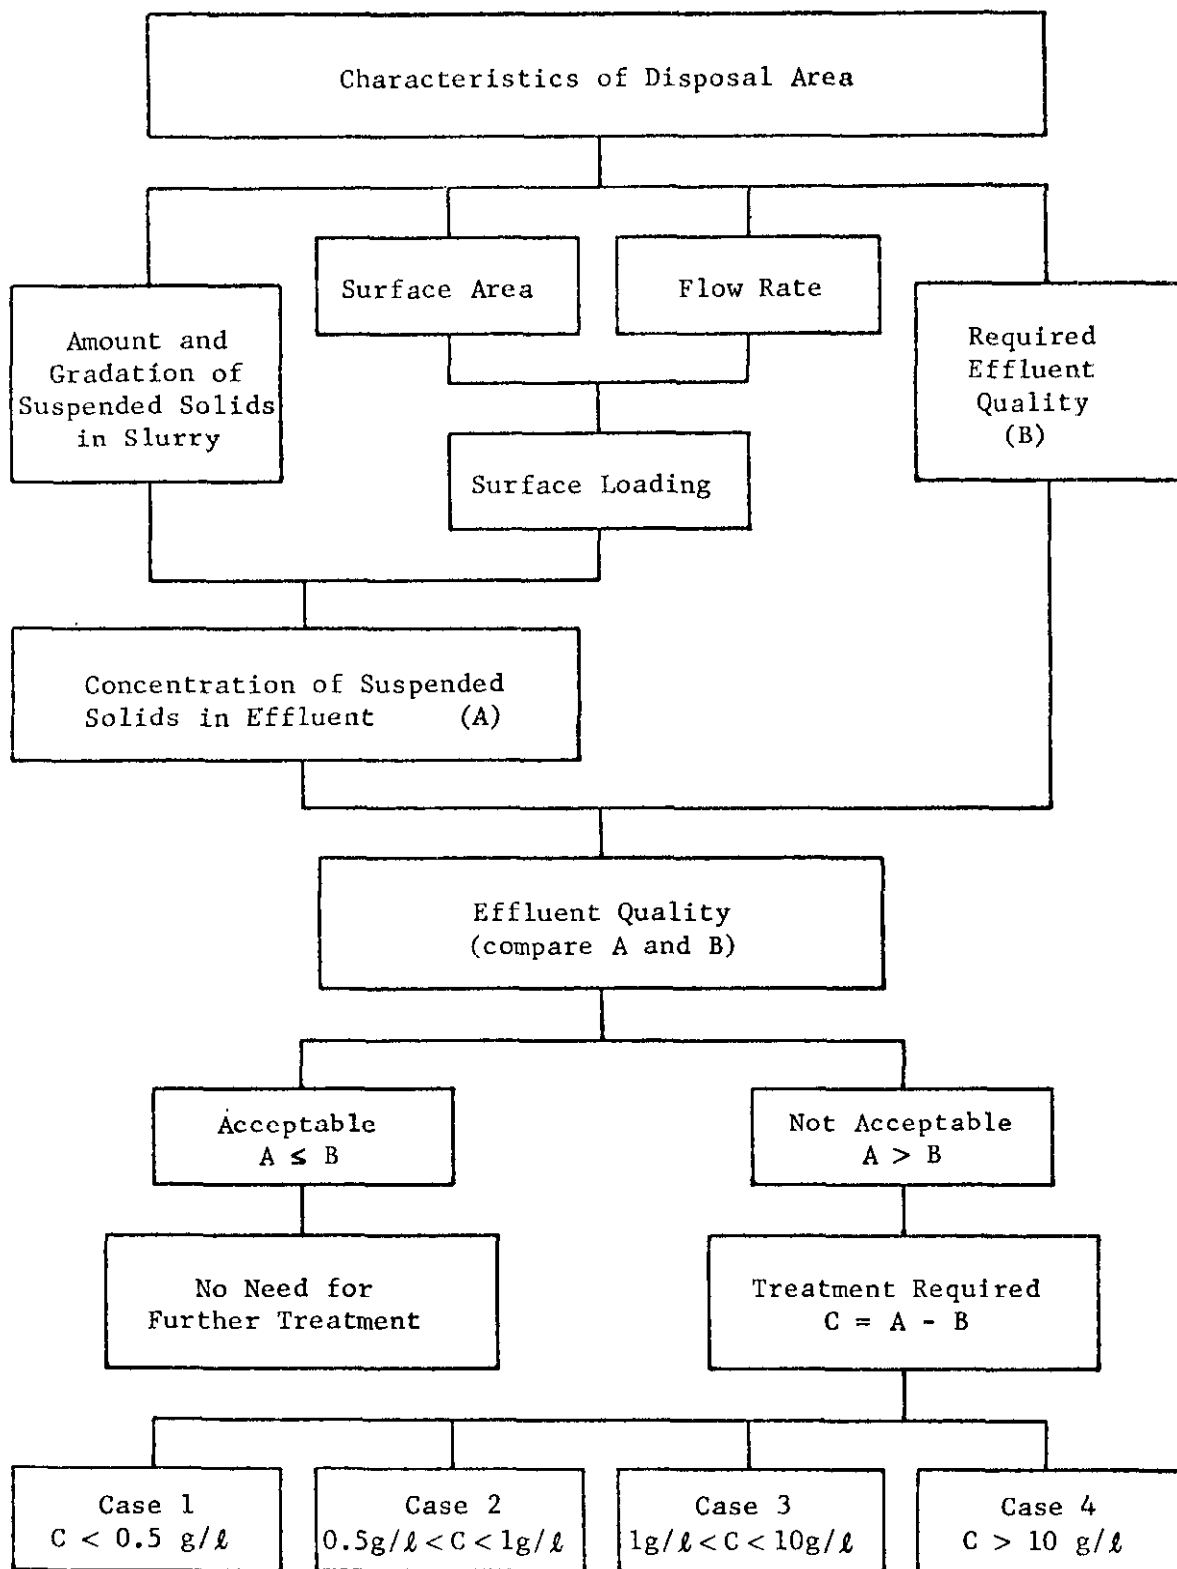 Characteristics of Disposal Area
Surface Area
Flow Rate
Amount and
Gradation of
Suspended Solids
in Slurry
Required
Effluent
Quality
(B)
Surface Loading
Concentration of Suspended
Solids in Effluent (A)
Effluent Quality
(compare A and B)
Acceptable
A ≤ B
Not Acceptable
A > B
No Need for
Further Treatment
Treatment Required
C = A - B
Case 1
C < 0.5 g/ℓ
Case 2
0.5g/ℓ < C < 1g/ℓ
Case 3
1g/ℓ < C < 10g/ℓ
Case 4
C > 10 g/ℓ